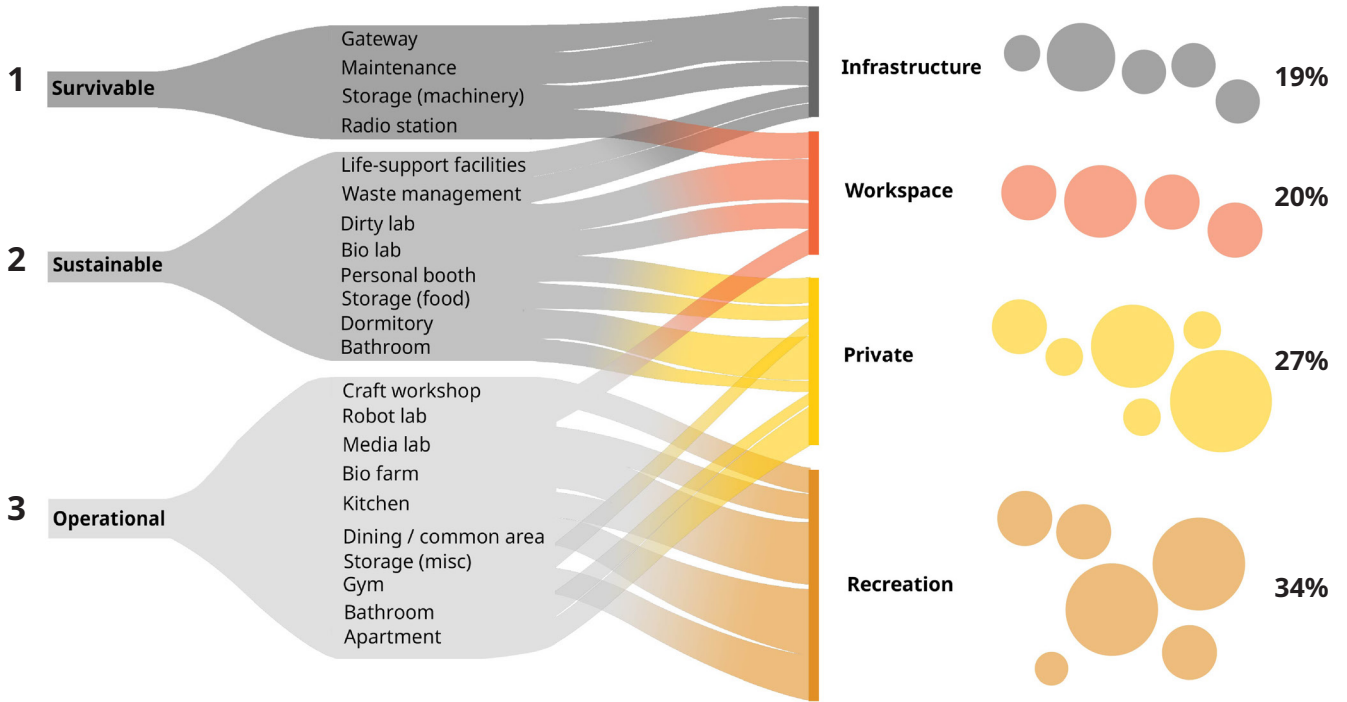 1
Survivable
Gateway
Maintenance
Storage (machinery)
Radio station
2
Sustainable
Life-support facilities
Waste management
Dirty lab
Bio lab
Personal booth
Storage (food)
Dormitory
Bathroom
3
Operational
Craft workshop
Robot lab
Media lab
Bio farm
Kitchen
Dining / common area
Storage (misc)
Gym
Bathroom
Apartment
Infrastructure
19%
Workspace
20%
Private
27%
Recreation
34%